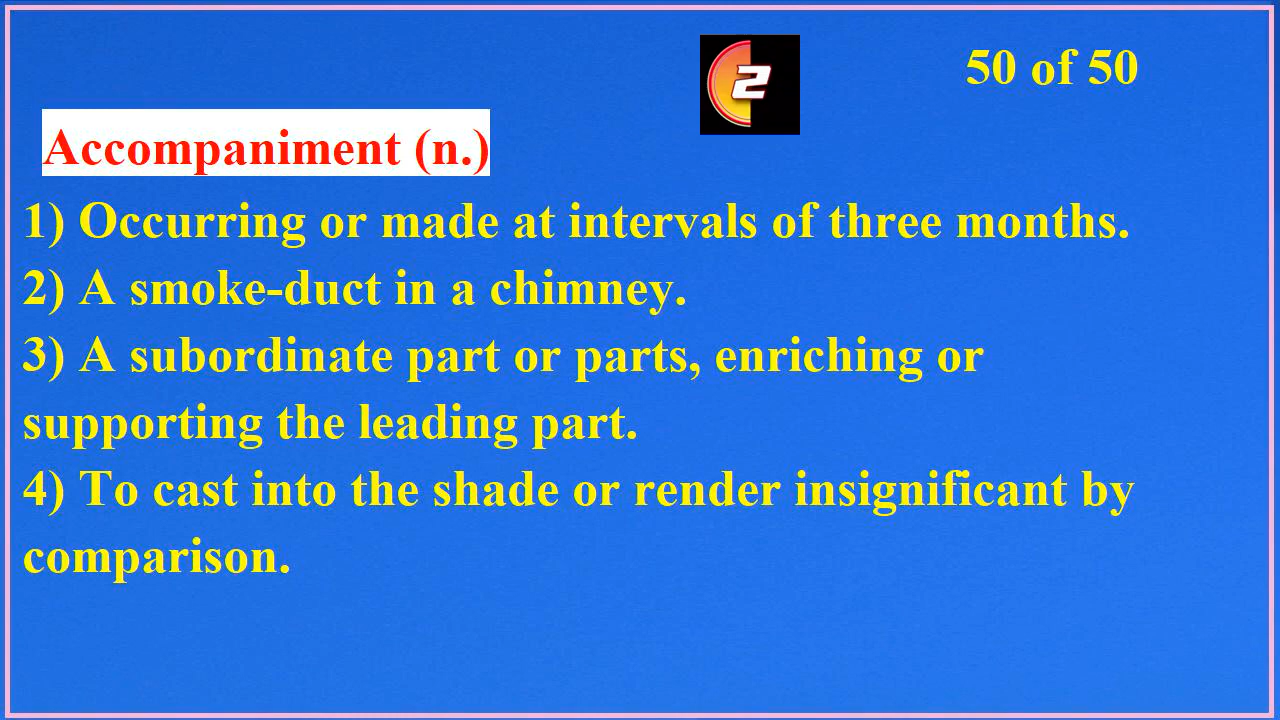 2
50 of 50
Accompaniment (n.)
1) Occurring or made at intervals of three months.
2) A smoke-duct in a chimney.
3) A subordinate part or parts, enriching or
supporting the leading part.
4) To cast into the shade or render insignificant by
comparison.